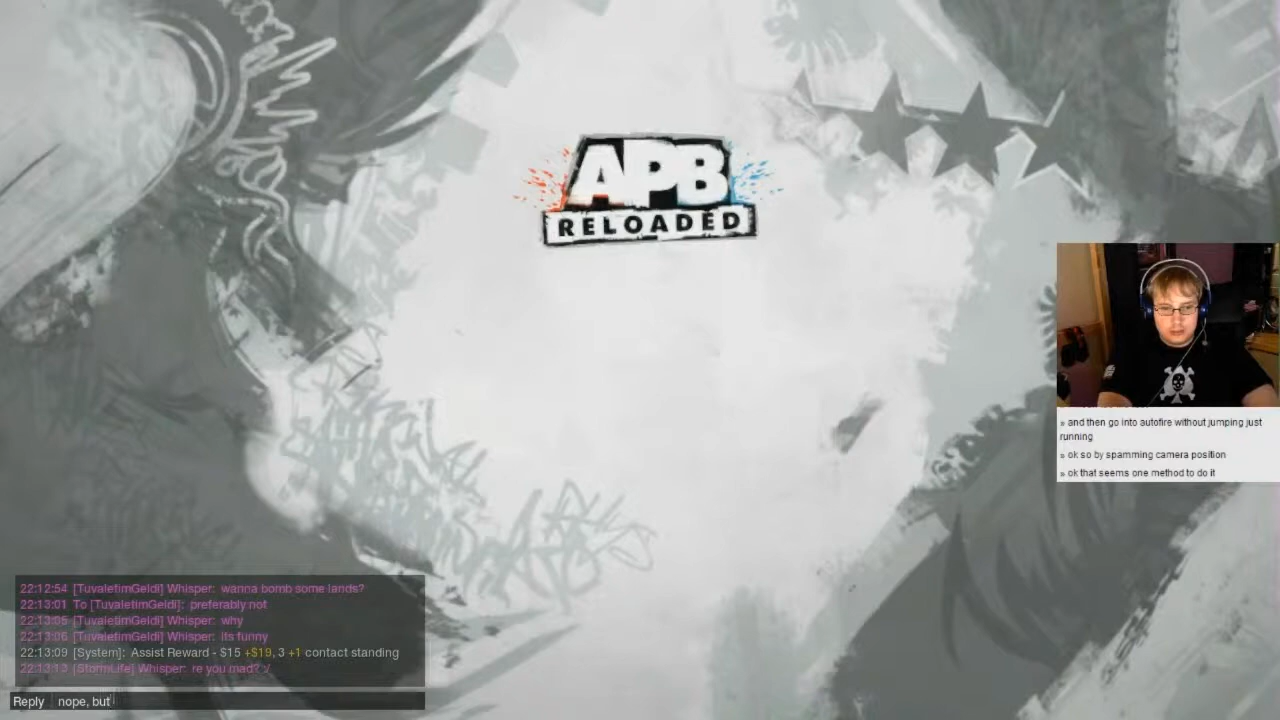 APB
RELOADED
» and then go into autofire without jumping just
running
» ok so by spamming camera position
» ok that seems one method to do it
22:12:54 [TuvaletimGeldi] Whisper: wanna bomb some lands?
22:13:01 To [TuvaletimGeldi]: preferably not
22:13:05 [TuvaletimGeldi] Whisper: why
22:13:06 [TuvaletimGeldi] Whisper: its funny
22:13:09 [System]: Assist Reward - $15 +$19, 3 +1 contact standing
22:13:13 [StormLife] Whisper: re you mad? :/
Reply nope, but